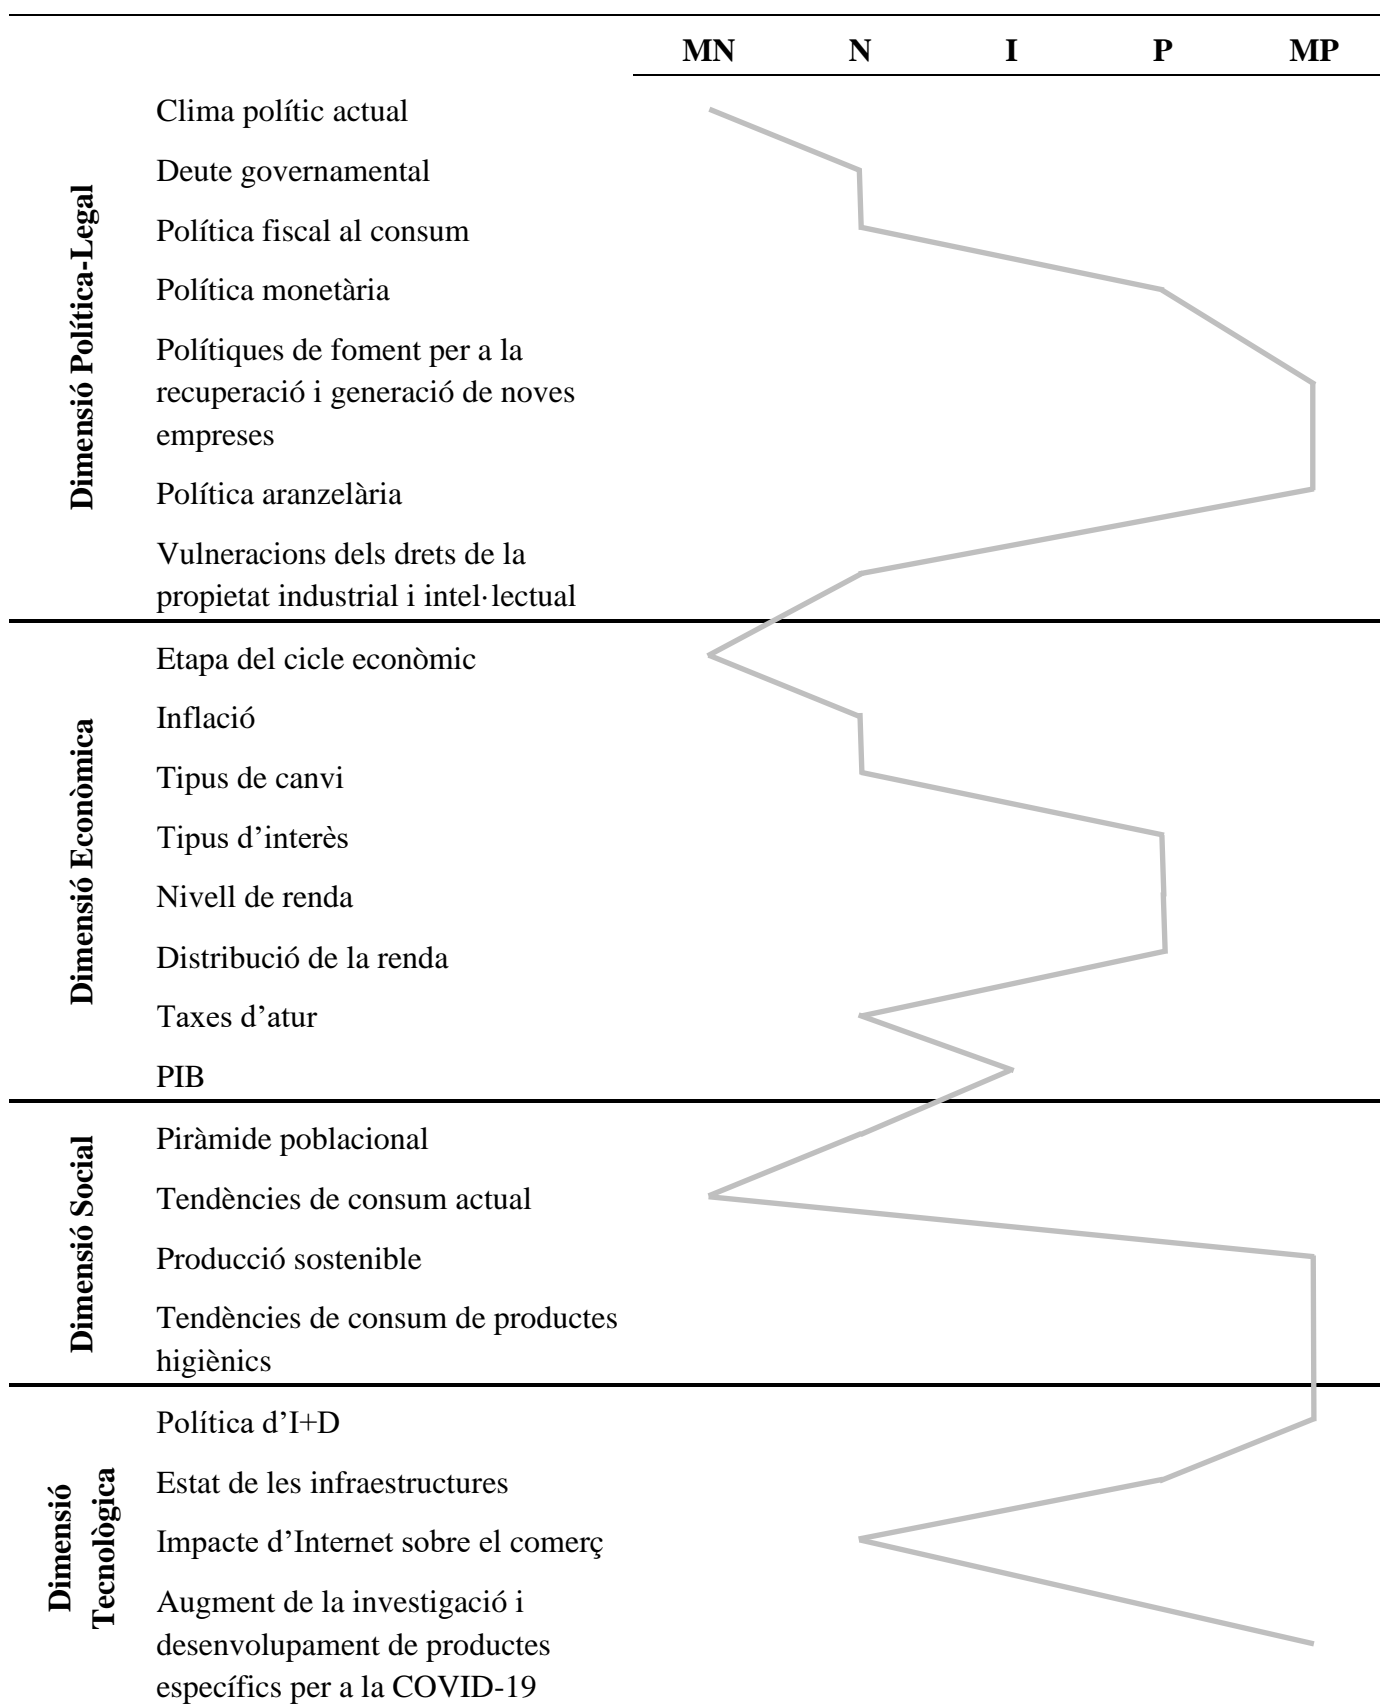 MN N I P MP
Dimensió Política-Legal
Clima polític actual
Deute governamental
Política fiscal al consum
Política monetària
Polítiques de foment per a la
recuperació i generació de noves
empreses
Política aranzelària
Vulneracions dels drets de la
propietat industrial i intel·lectual
Dimensió Econòmica
Etapa del cicle econòmic
Inflació
Tipus de canvi
Tipus d’interès
Nivell de renda
Distribució de la renda
Taxes d’atur
PIB
Dimensió Social
Piràmide poblacional
Tendències de consum actual
Producció sostenible
Tendències de consum de productes
higiènics
Dimensió
Tecnològica
Política d’I+D
Estat de les infraestructures
Impacte d’Internet sobre el comerç
Augment de la investigació i
desenvolupament de productes
específics per a la COVID-19